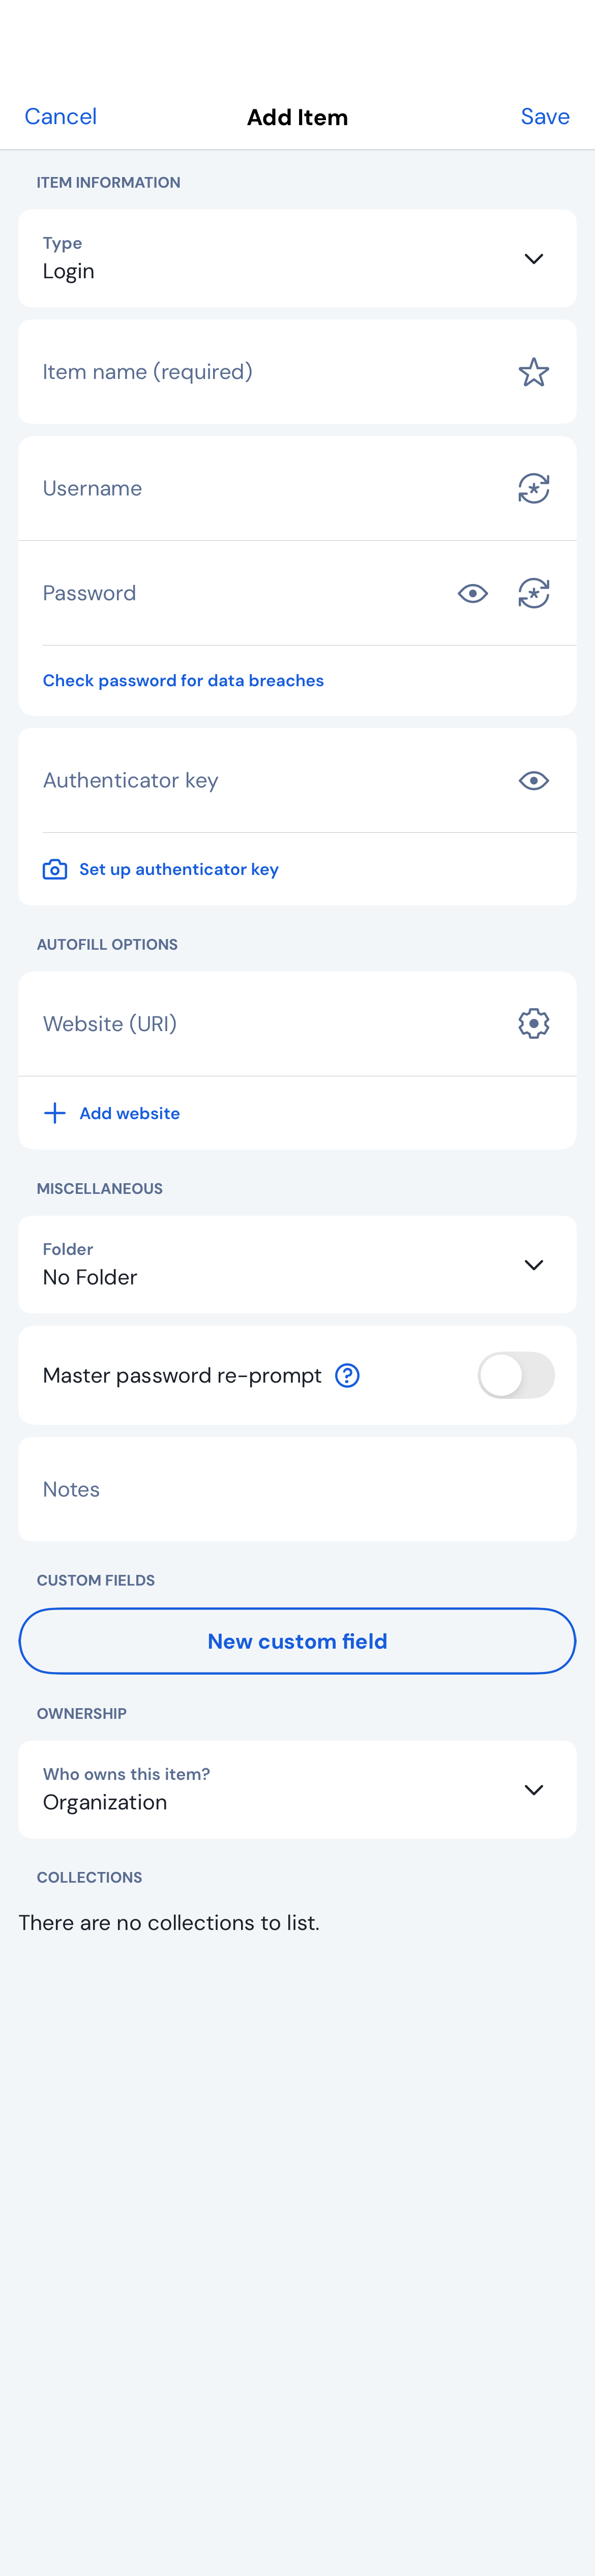 Cancel
Add Item
Save
ITEM INFORMATION
Type
Login
Item name (required)
Username
Password
Check password for data breaches
Authenticator key
Set up authenticator key
AUTOFILL OPTIONS
Website (URI)
Add website
MISCELLANEOUS
Folder
No Folder
Master password re-prompt
Notes
CUSTOM FIELDS
New custom field
OWNERSHIP
Who owns this item?
Organization
COLLECTIONS
There are no collections to list.